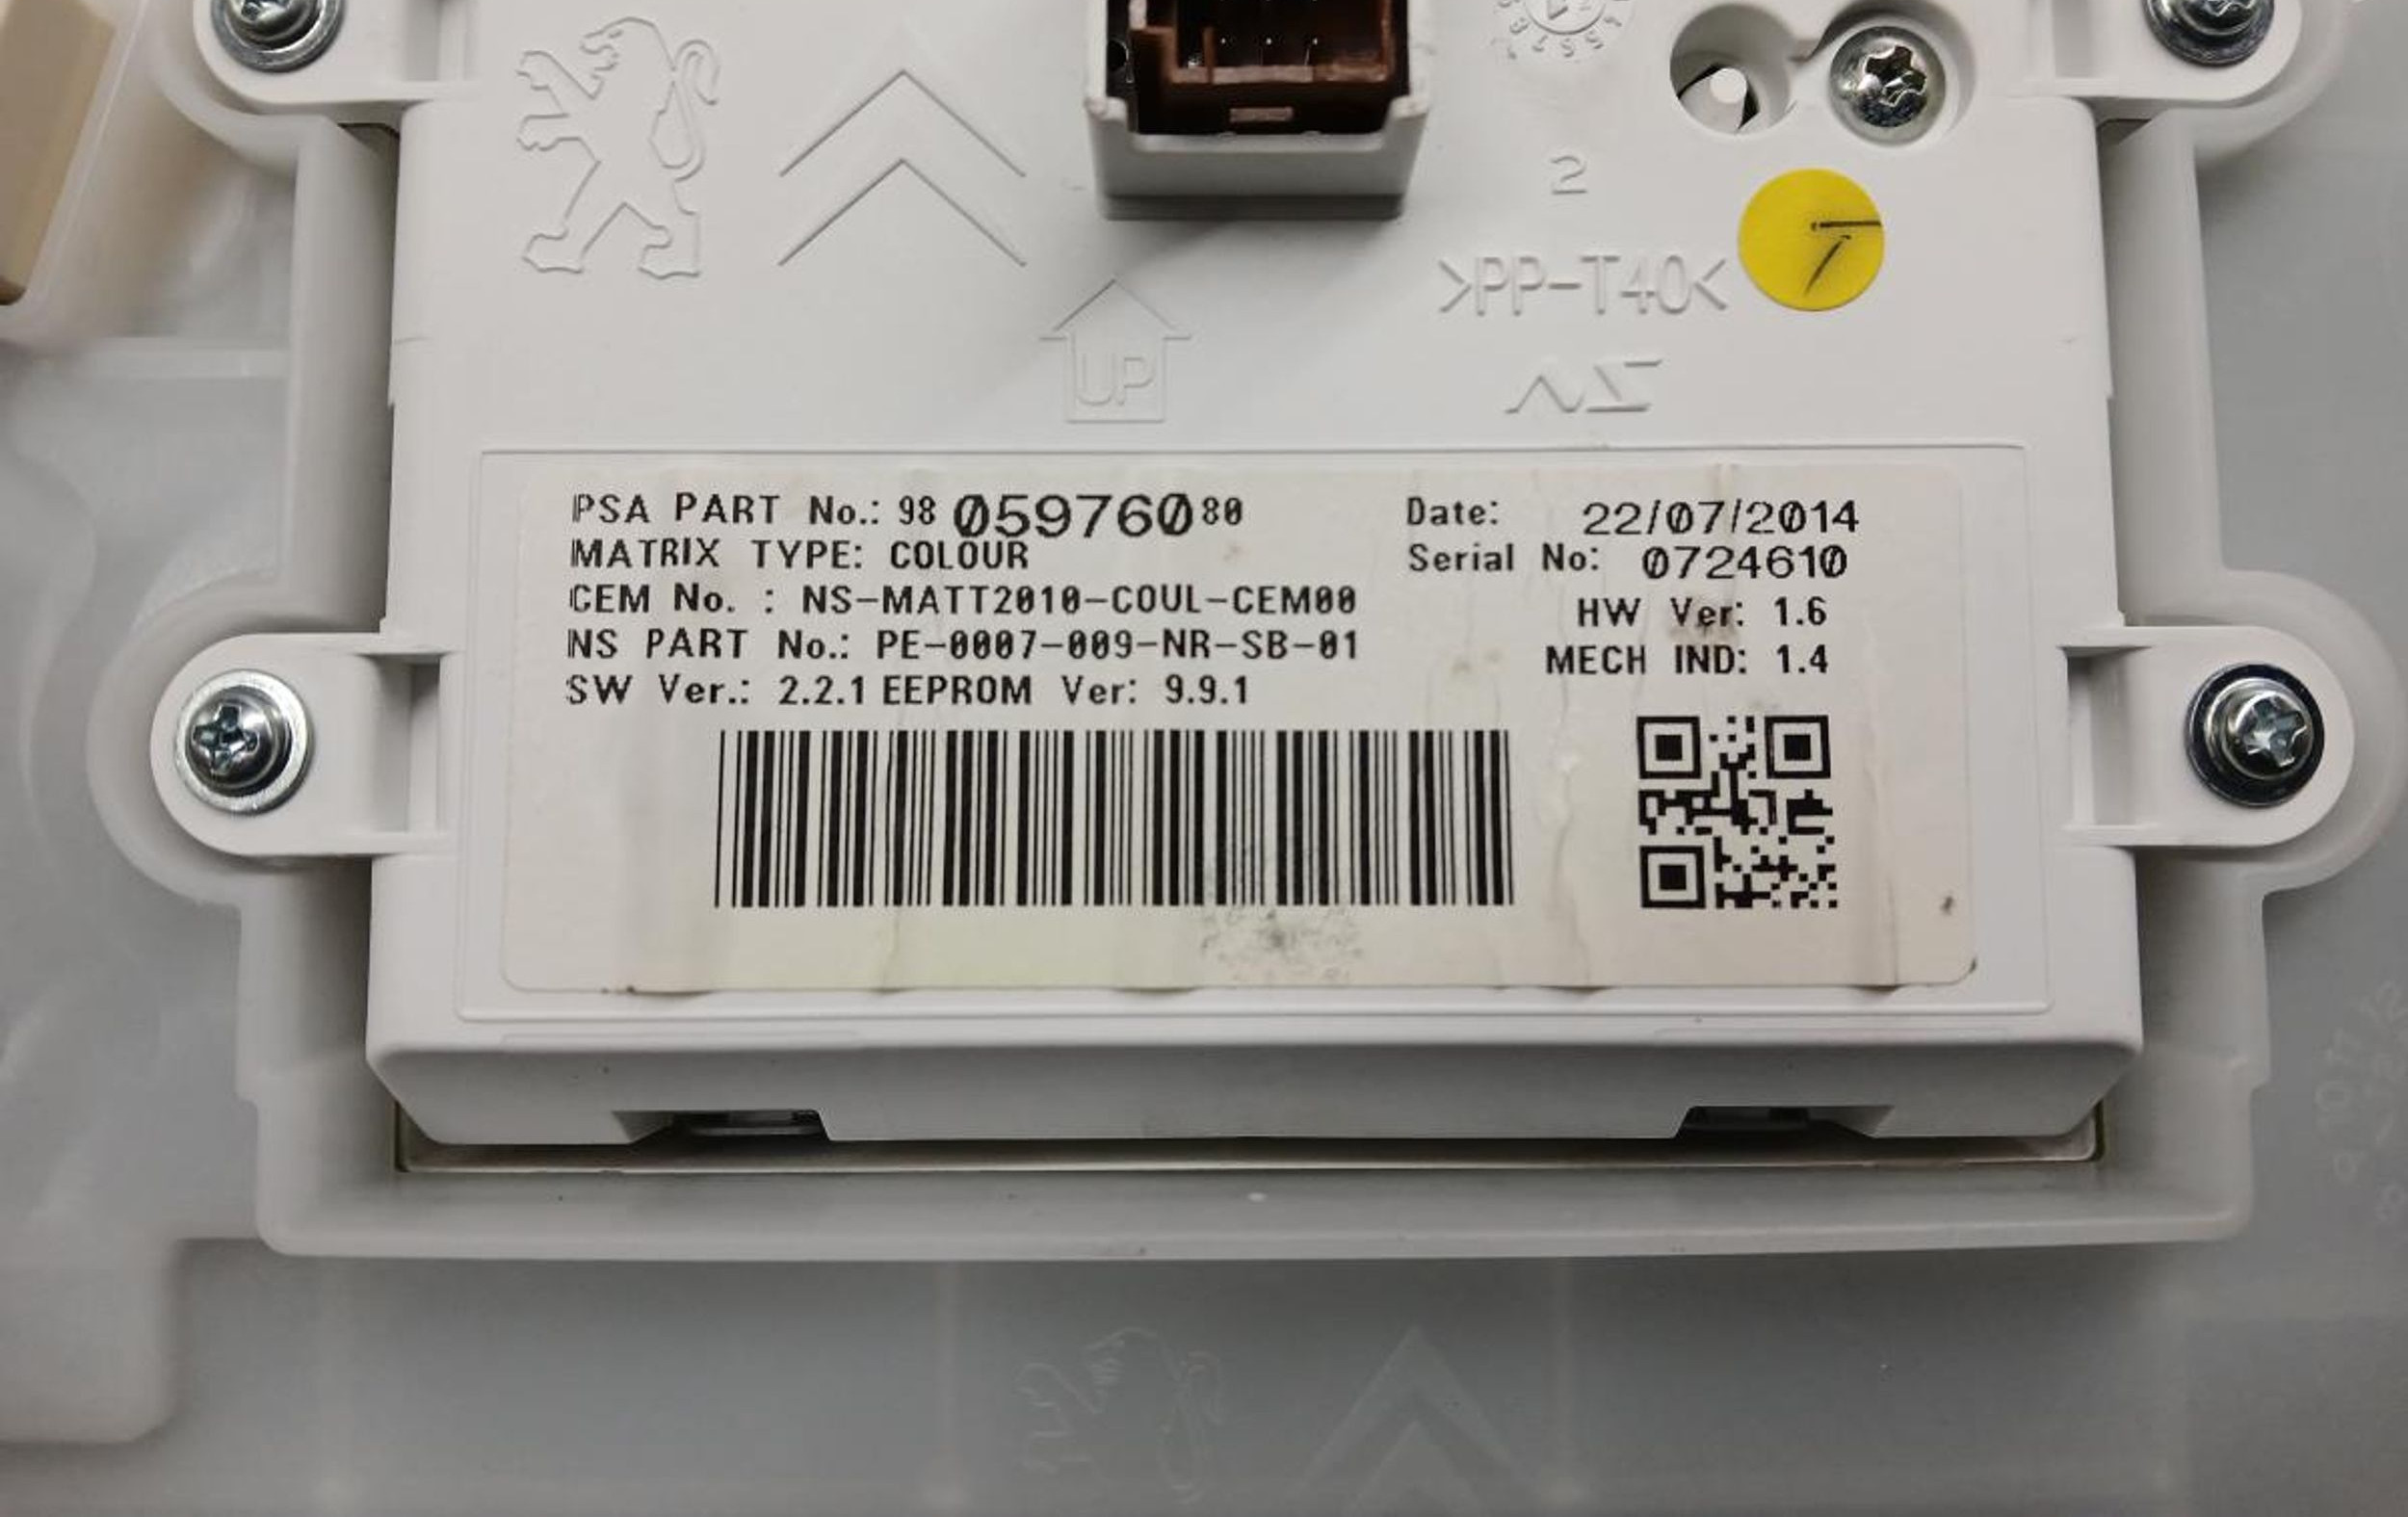 2
>PP-T40<
UP
PSA PART No.: 98 059760 80
MATRIX TYPE: COLOUR
CEM No. : NS-MATT2010-COUL-CEM00
NS PART No.: PE-0007-009-NR-SB-01
SW Ver.: 2.2.1 EEPROM Ver: 9.9.1
Date: 22/07/2014
Serial No: 0724610
HW Ver: 1.6
MECH IND: 1.4